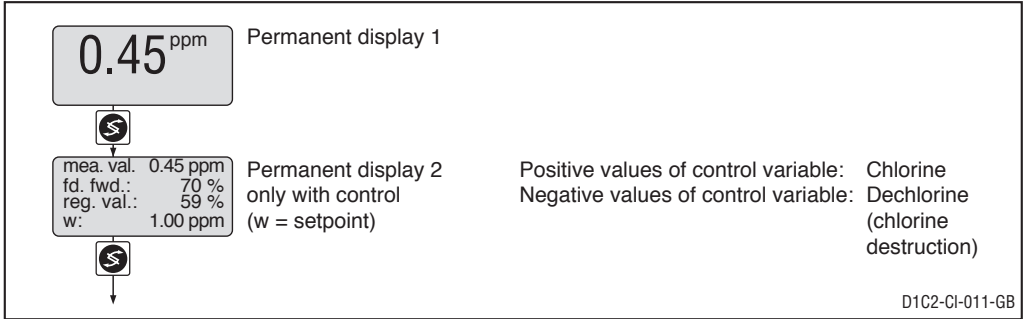 0.45 ppm Permanent display 1
mea. val. 0.45 ppm
fd. fwd.: 70 %
reg. val.: 59 %
w: 1.00 ppm
Permanent display 2
only with control
(w = setpoint)
Positive values of control variable: Chlorine
Negative values of control variable: Dechlorine
(chlorine
destruction)
D1C2-Cl-011-GB